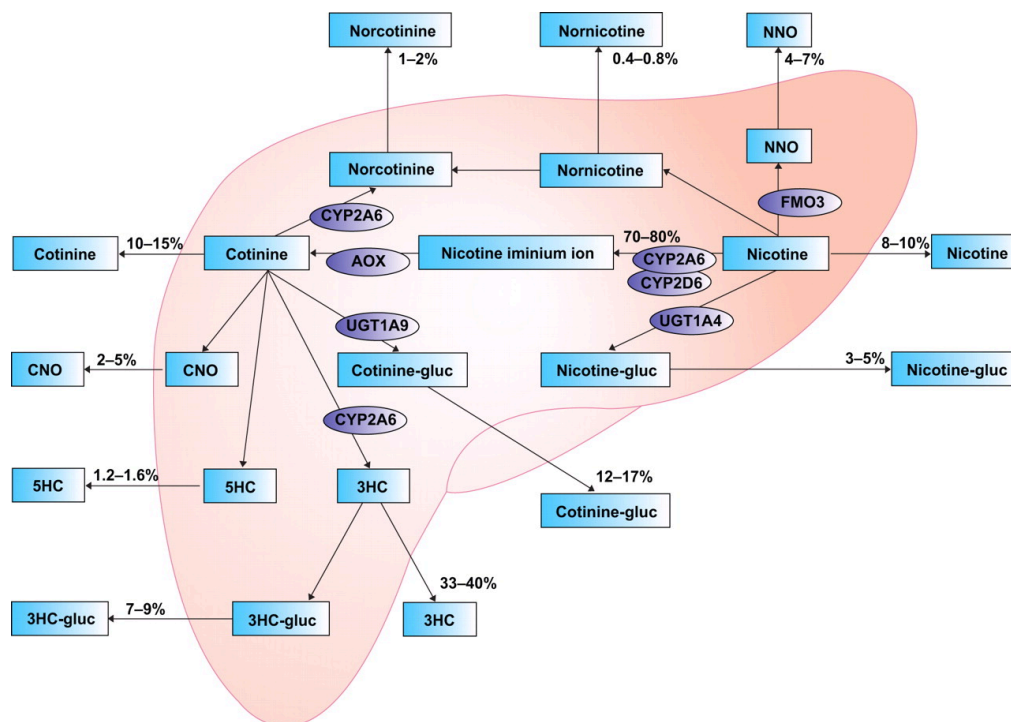 Norcotinine
Nornicotine
NNO
1–2%
0.4–0.8%
4–7%
Norcotinine
Nornicotine
NNO
CYP2A6
FMO3
Cotinine
10–15%
Cotinine
AOX
Nicotine iminium ion
70–80%
CYP2A6
CYP2D6
Nicotine
8–10%
Nicotine
UGT1A9
UGT1A4
CNO
2–5%
CNO
Cotinine-gluc
Nicotine-gluc
3–5%
Nicotine-gluc
CYP2A6
5HC
1.2–1.6%
5HC
3HC
12–17%
Cotinine-gluc
33–40%
3HC-gluc
7–9%
3HC-gluc
3HC